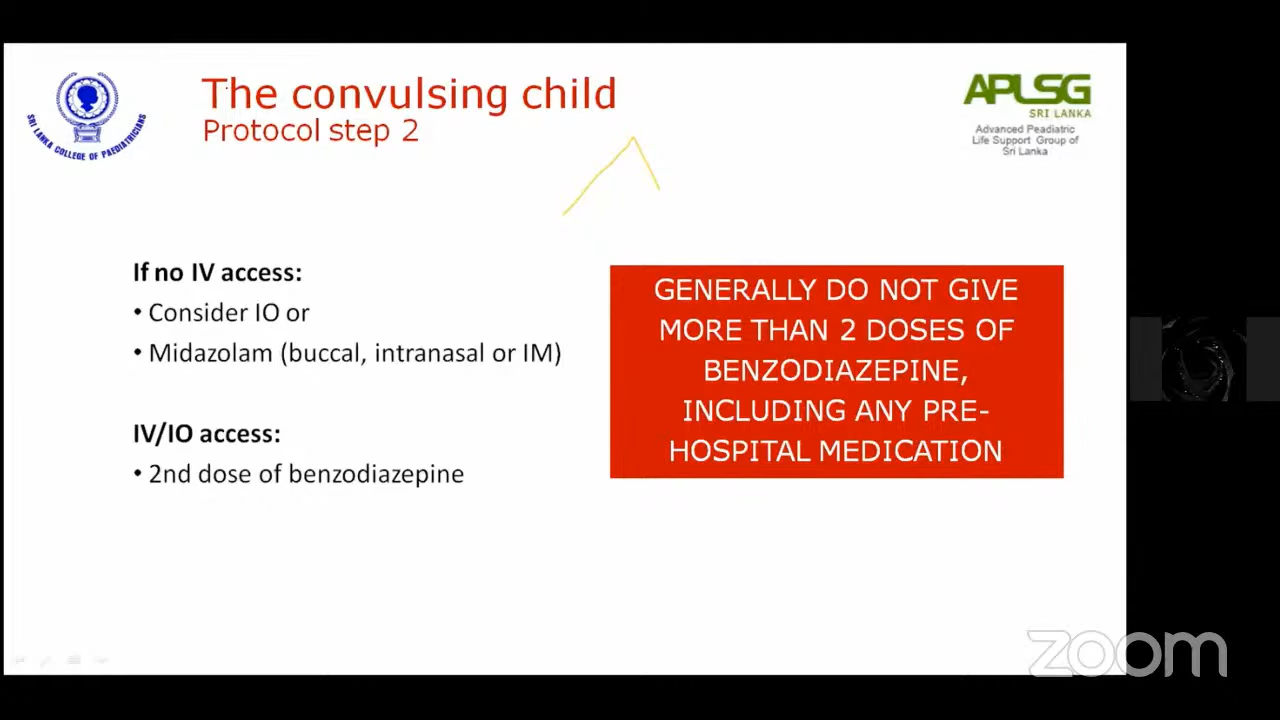 The convulsing child
Protocol step 2
SRI LANKA COLLEGE OF PAEDIATRICIANS
APLSG
SRI LANKA
Advanced Peadiatric
Life Support Group of
Sri Lanka
If no IV access:
• Consider IO or
• Midazolam (buccal, intranasal or IM)
IV/IO access:
• 2nd dose of benzodiazepine
GENERALLY DO NOT GIVE
MORE THAN 2 DOSES OF
BENZODIAZEPINE,
INCLUDING ANY PRE-
HOSPITAL MEDICATION
zoom